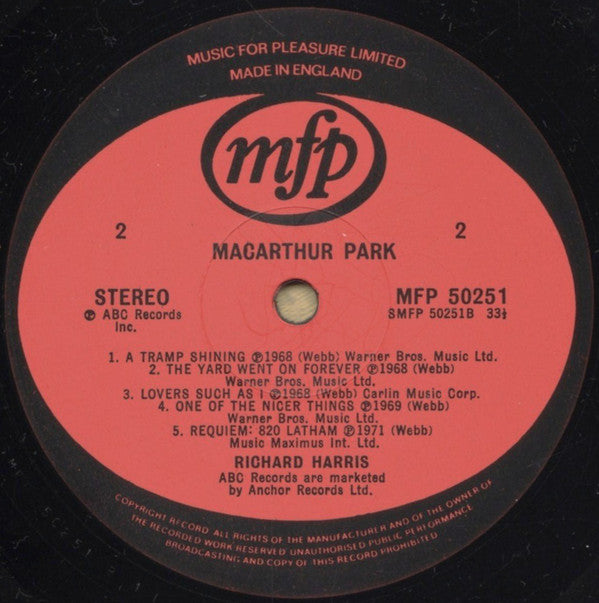 MUSIC FOR PLEASURE LIMITED
MADE IN ENGLAND
mfp
2 2
MACARTHUR PARK
STEREO MFP 50251
℗ ABC Records SMFP 50251B 33⅓
Inc.
1. A TRAMP SHINING ℗1968 (Webb) Warner Bros. Music Ltd.
2. THE YARD WENT ON FOREVER ℗1968 (Webb)
Warner Bros. Music Ltd.
3. LOVERS SUCH AS I ℗1968 (Webb) Carlin Music Corp.
4. ONE OF THE NICER THINGS ℗1969 (Webb)
Warner Bros. Music Ltd.
5. REQUIEM: 820 LATHAM ℗1971 (Webb)
Music Maximus Int. Ltd.
RICHARD HARRIS
ABC Records are marketed
by Anchor Records Ltd.
COPYRIGHT RECORD. ALL RIGHTS OF THE MANUFACTURER AND OF THE OWNER OF
THE RECORDED WORK RESERVED UNAUTHORISED PUBLIC PERFORMANCE
BROADCASTING AND COPY OF THIS RECORD PROHIBITED